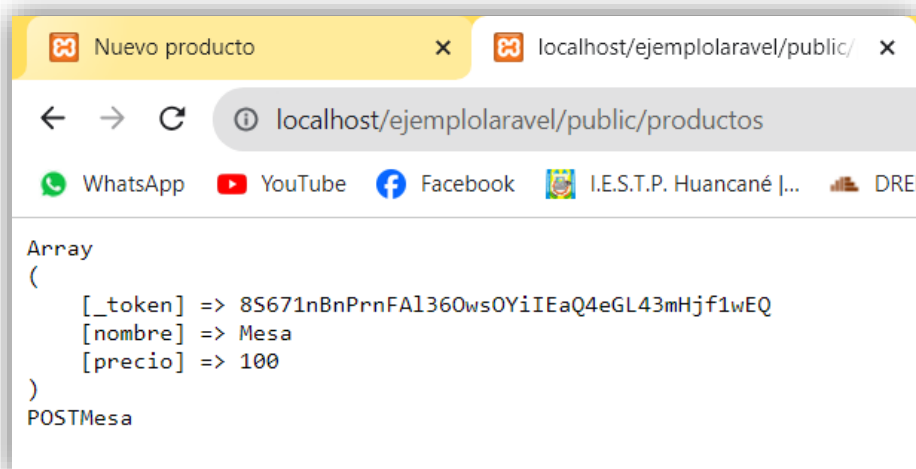 Nuevo producto
localhost/ejemplolaravel/public/
localhost/ejemplolaravel/public/productos
WhatsApp YouTube Facebook I.E.S.T.P. Huancané |... DRE
Array
(
[_token] => 8S671nBnPrnFAl36OwsOYiIEaQ4eGL43mHjf1wEQ
[nombre] => Mesa
[precio] => 100
)
POSTMesa